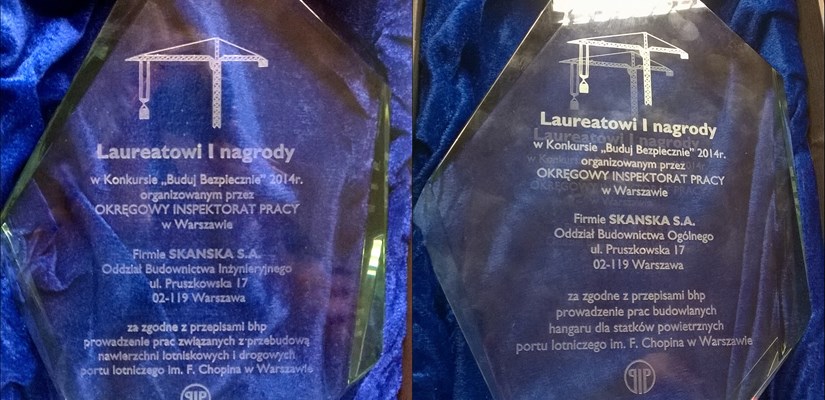 Laureatowi I nagrody
w Konkursie „Buduj Bezpiecznie” 2014r.
organizowanym przez
OKRĘGOWY INSPEKTORAT PRACY
w Warszawie
Firmie SKANSKA S.A.
Oddział Budownictwa Inżynieryjnego
ul. Pruszkowska 17
02-119 Warszawa
za zgodne z przepisami bhp
prowadzenie prac związanych z przebudową
nawierzchni lotniskowych i drogowych
portu lotniczego im. F. Chopina w Warszawie
PIP
Laureatowi I nagrody
w Konkursie „Buduj Bezpiecznie” 2014r.
organizowanym przez
OKRĘGOWY INSPEKTORAT PRACY
w Warszawie
Firmie SKANSKA S.A.
Oddział Budownictwa Ogólnego
ul. Pruszkowska 17
02-119 Warszawa
za zgodne z przepisami bhp
prowadzenie prac budowlanych
hangaru dla statków powietrznych
portu lotniczego im. F. Chopina w Warszawie
PIP